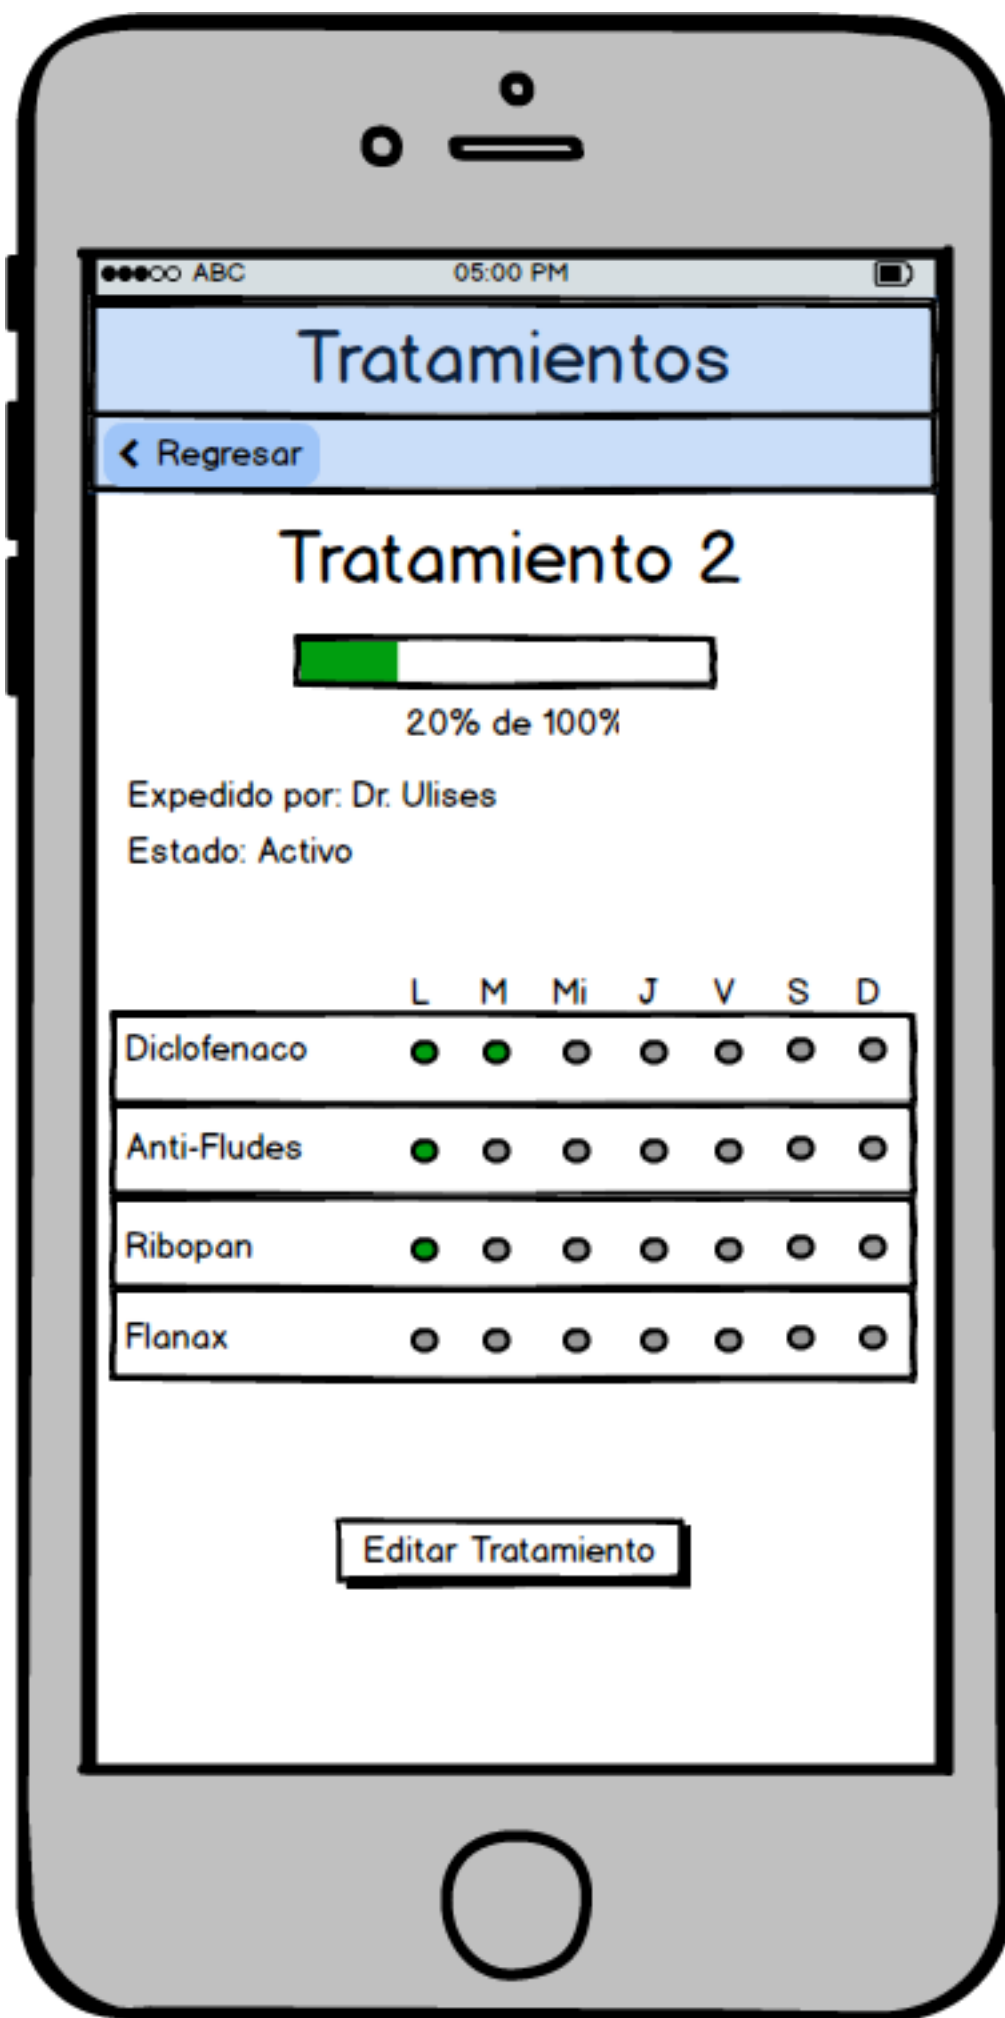 ABC 05:00 PM
Tratamientos
Regresar
Tratamiento 2
20% de 100%
Expedido por: Dr. Ulises
Estado: Activo
L M Mi J V S D
Diclofenaco
Anti-Fludes
Ribopan
Flanax
Editar Tratamiento